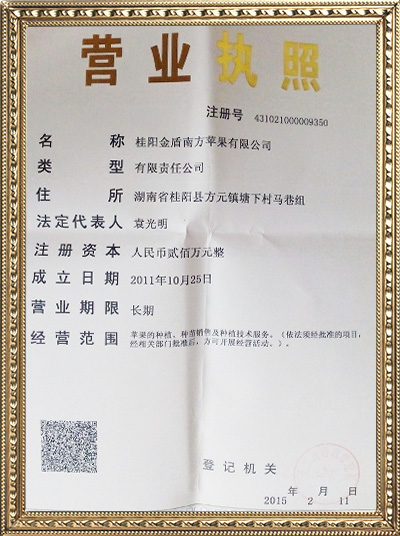 营业执照
注册号 431021000009350
名称 桂阳金盾南方苹果有限公司
类型 有限责任公司
住所 湖南省桂阳县方元镇塘下村马巷组
法定代表人 袁光明
注册资本 人民币贰佰万元整
成立日期 2011年10月25日
营业期限 长期
经营范围 苹果的种植、种苗销售及种植技术服务。（依法须经批准的项目，
经相关部门批准后，方可开展经营活动。）。
登记机关
年 月 日
2015 2 11